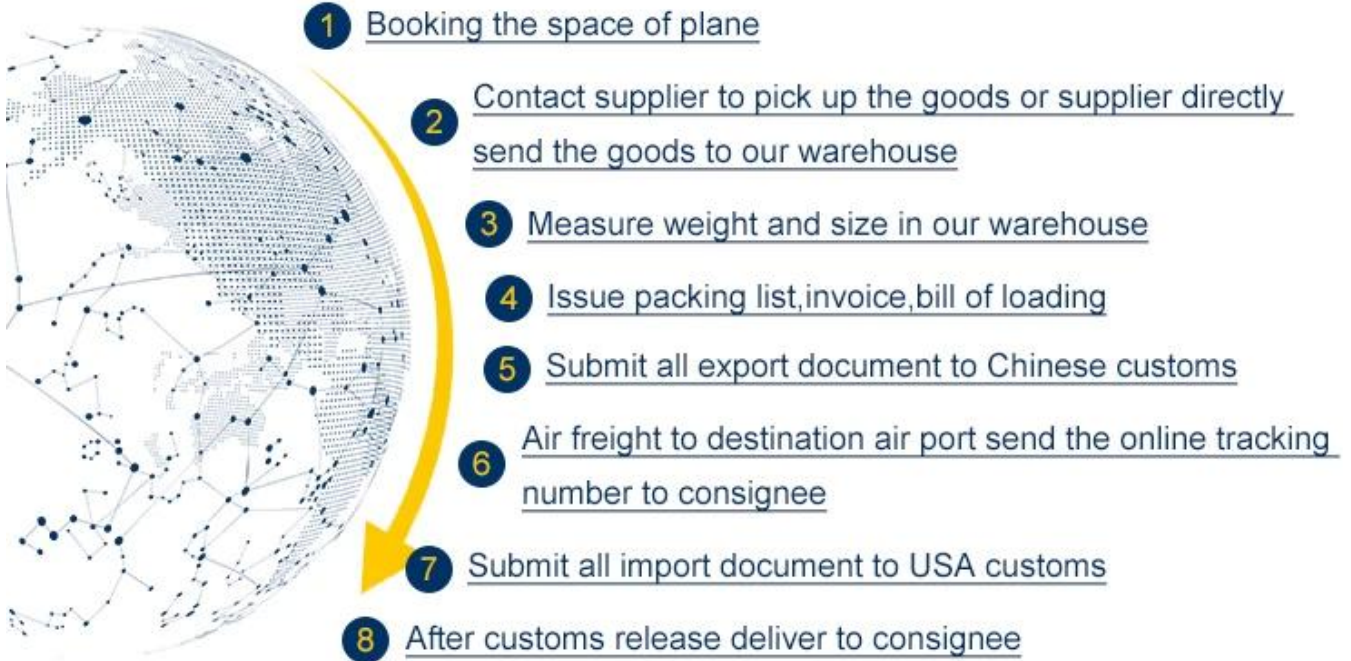 1 Booking the space of plane
2 Contact supplier to pick up the goods or supplier directly
send the goods to our warehouse
3 Measure weight and size in our warehouse
4 Issue packing list,invoice,bill of loading
5 Submit all export document to Chinese customs
6 Air freight to destination air port send the online tracking
number to consignee
7 Submit all import document to USA customs
8 After customs release deliver to consignee